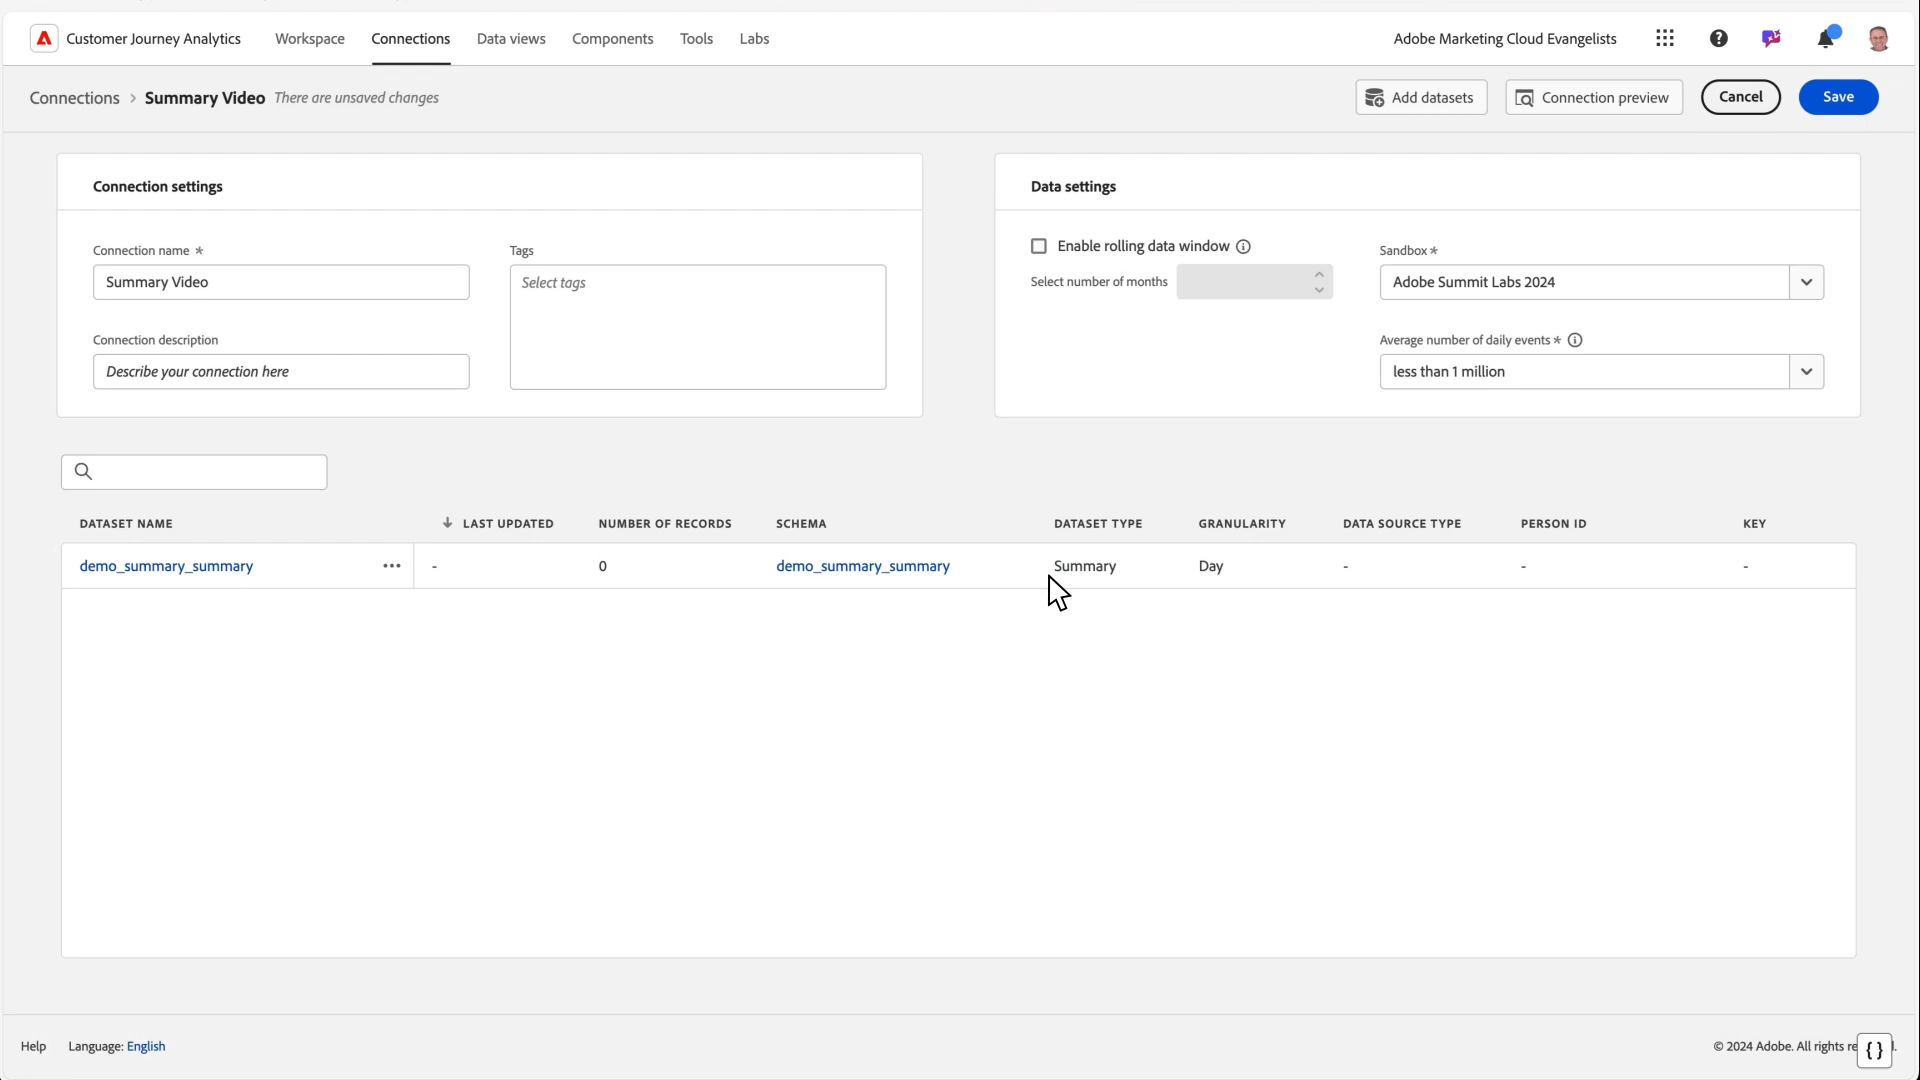 Customer Journey Analytics Workspace Connections Data views Components Tools Labs Adobe Marketing Cloud Evangelists
Connections > Summary Video There are unsaved changes Add datasets Connection preview Cancel Save
Connection settings
Connection name *
Summary Video
Connection description
Describe your connection here
Tags
Select tags
Data settings
Enable rolling data window
Select number of months
Sandbox *
Adobe Summit Labs 2024
Average number of daily events *
less than 1 million
DATASET NAME LAST UPDATED NUMBER OF RECORDS SCHEMA DATASET TYPE GRANULARITY DATA SOURCE TYPE PERSON ID KEY
demo_summary_summary ... - 0 demo_summary_summary Summary Day - - -
Help Language: English © 2024 Adobe. All rights
{ }